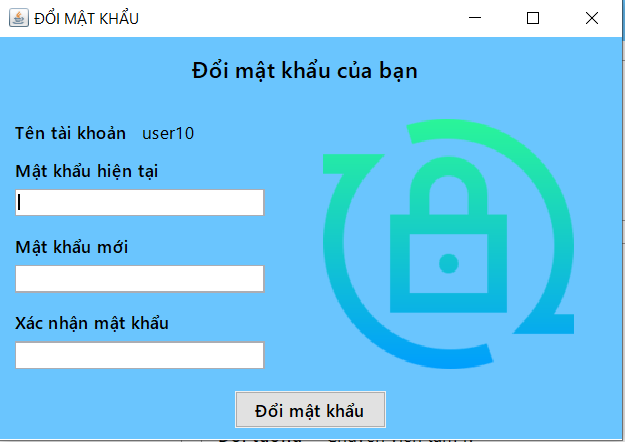 ĐỔI MẬT KHẨU
Đổi mật khẩu của bạn
Tên tài khoản user10
Mật khẩu hiện tại
Mật khẩu mới
Xác nhận mật khẩu
Đổi mật khẩu